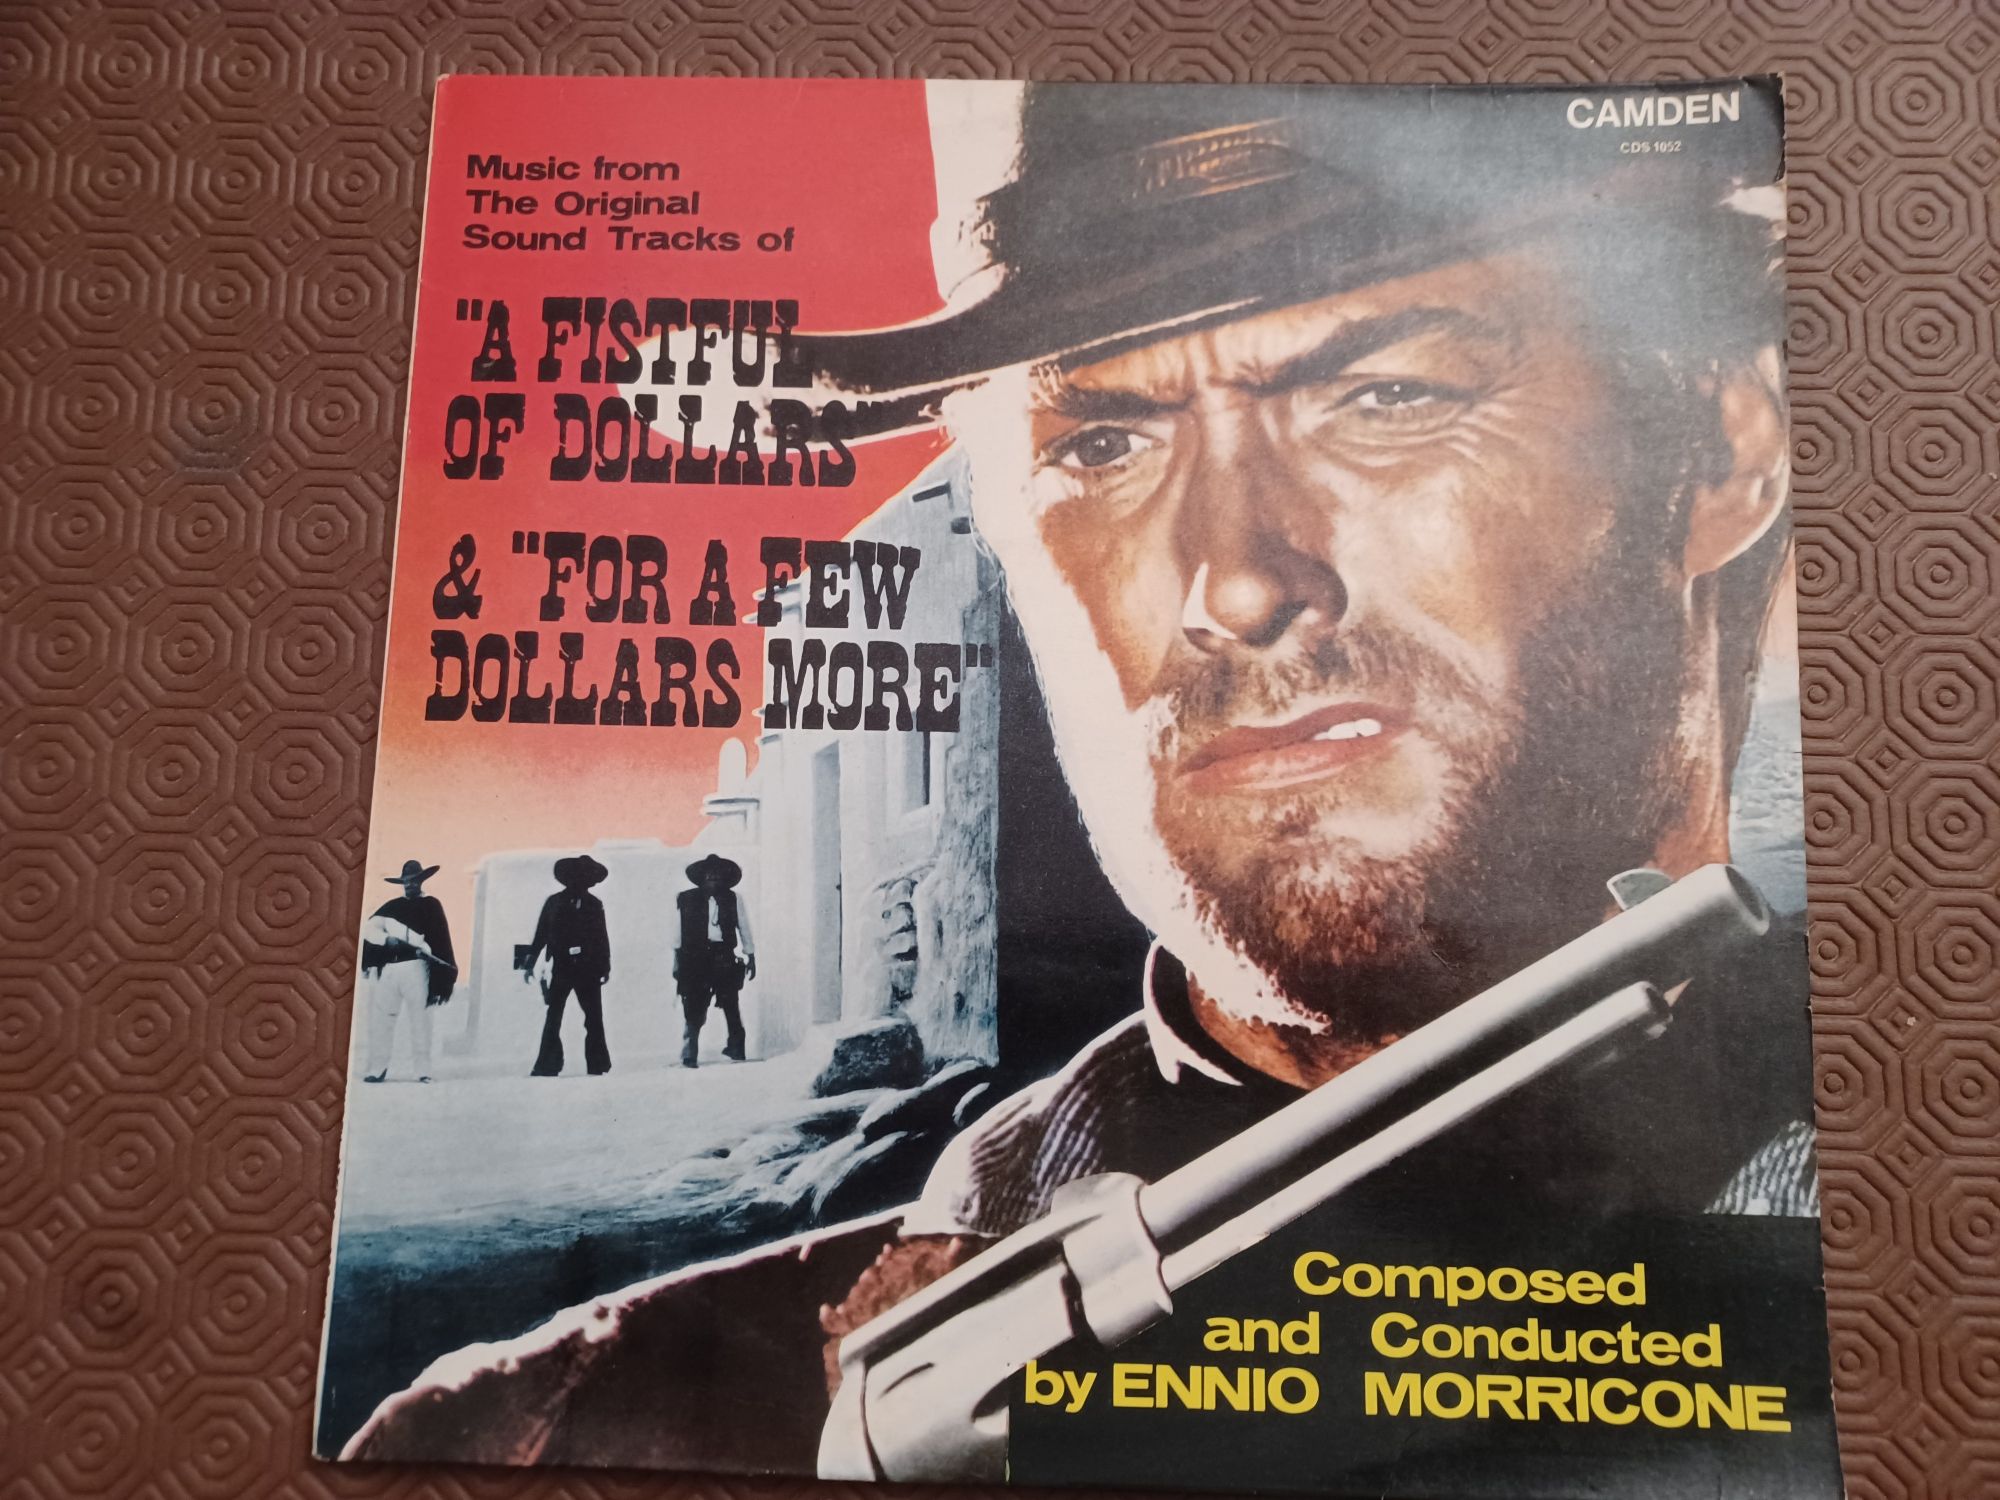 CAMDEN
CDS 1052
Music from
The Original
Sound Tracks of
"A FISTFUL
OF DOLLARS"
& "FOR A FEW
DOLLARS MORE"
Composed
and Conducted
by ENNIO MORRICONE